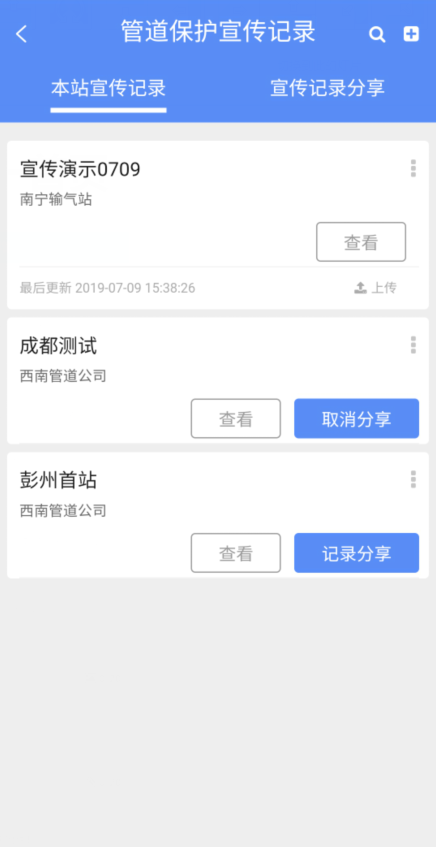 管道保护宣传记录
本站宣传记录 宣传记录分享
宣传演示0709
南宁输气站
查看
最后更新 2019-07-09 15:38:26 上传
成都测试
西南管道公司
查看 取消分享
彭州首站
西南管道公司
查看 记录分享